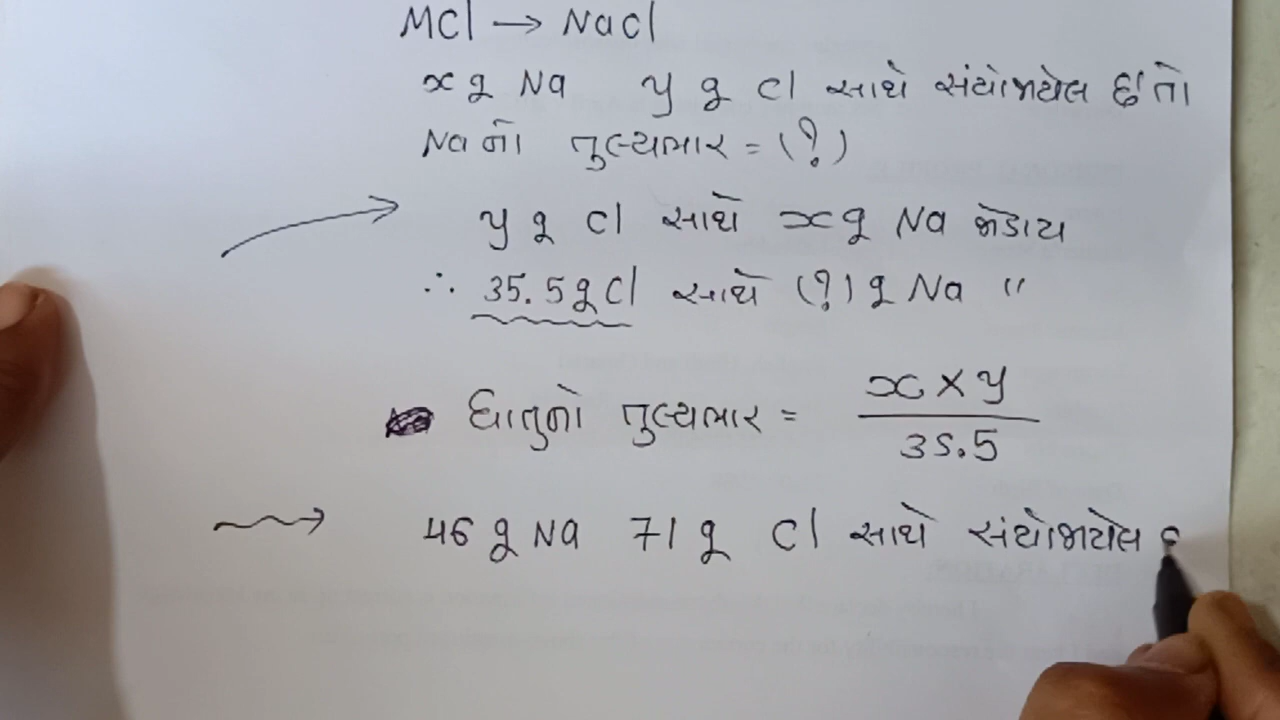 MCl → NaCl
x g Na y g Cl સાથે સંયોજાયેલ છે તો
Na નો તુલ્યભાર = (?)
y g Cl સાથે x g Na જોડાય
∴ 35.5 g Cl સાથે (?) g Na "
ધાતુનો તુલ્યભાર = x × y / 35.5
46 g Na 71 g Cl સાથે સંયોજાયેલ